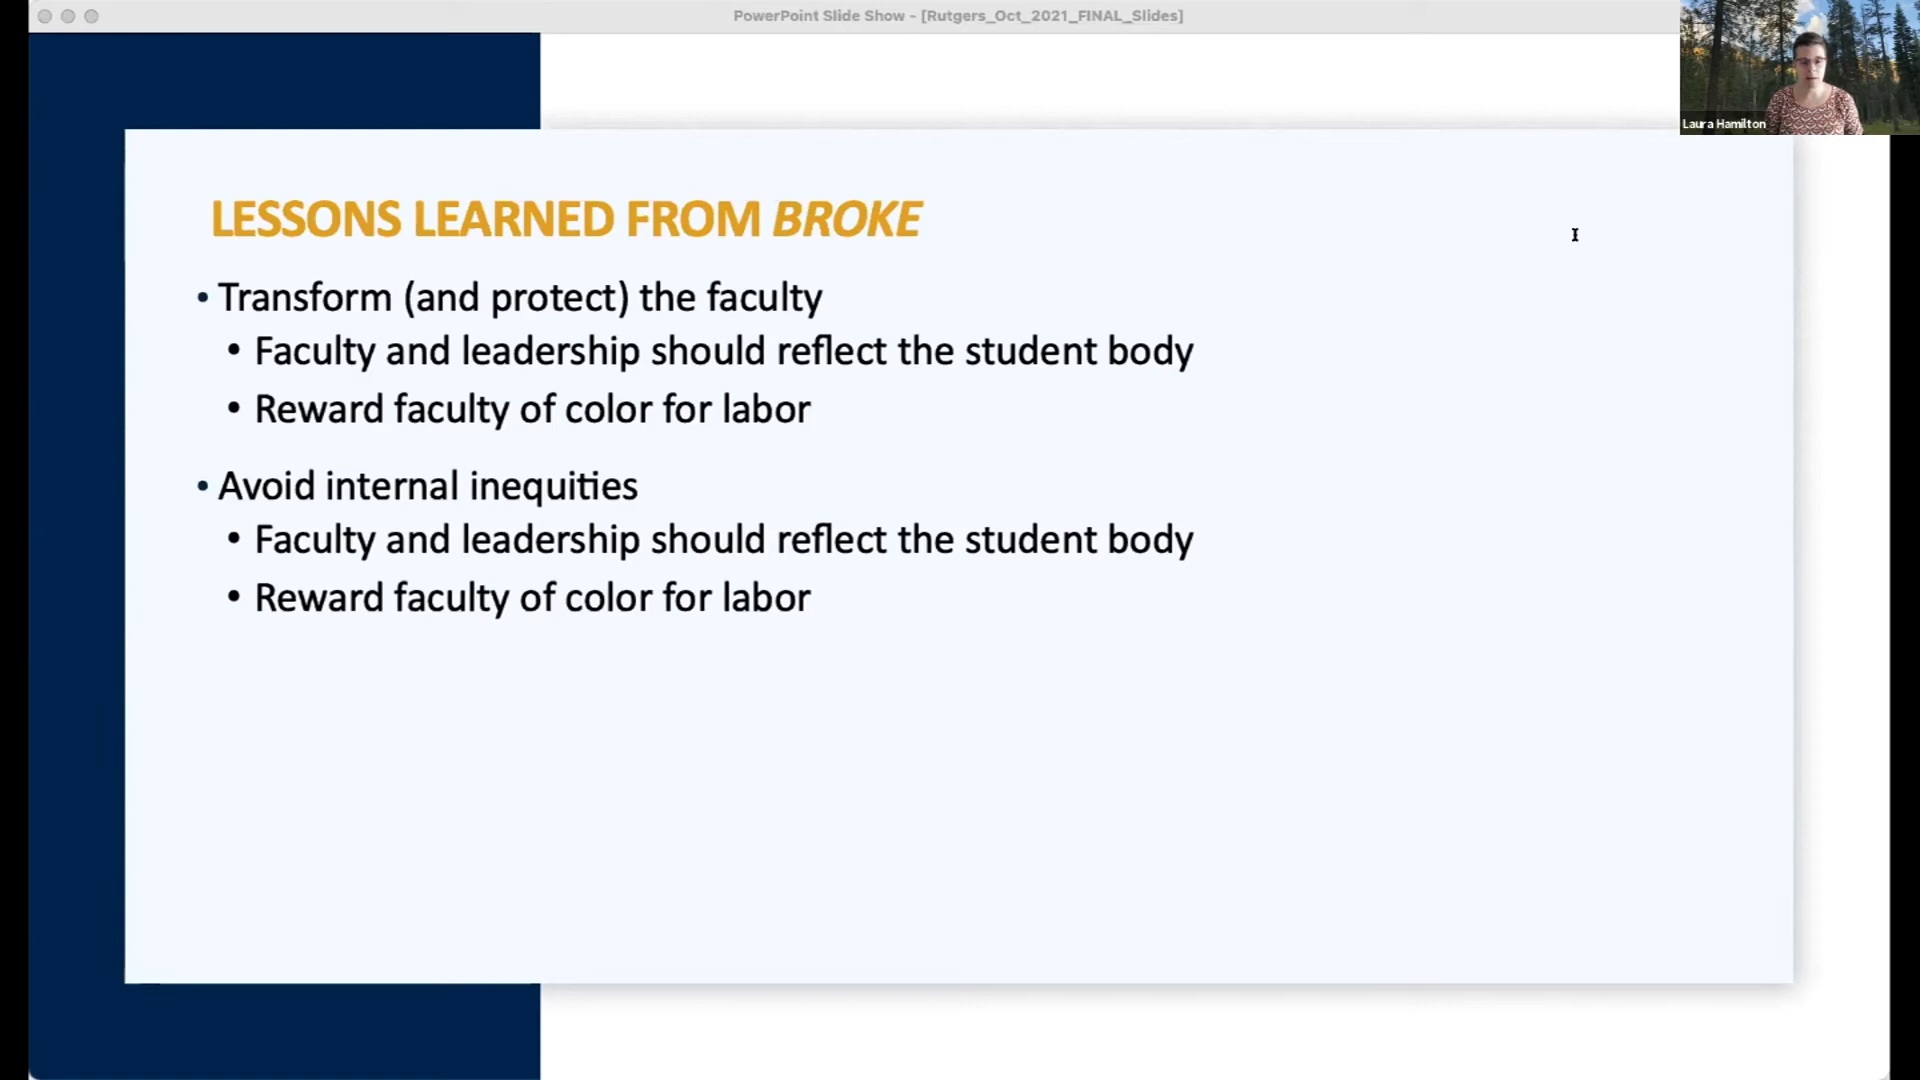 PowerPoint Slide Show - [Rutgers_Oct_2021_FINAL_Slides]
Laura Hamilton
LESSONS LEARNED FROM BROKE
• Transform (and protect) the faculty
• Faculty and leadership should reflect the student body
• Reward faculty of color for labor
• Avoid internal inequities
• Faculty and leadership should reflect the student body
• Reward faculty of color for labor